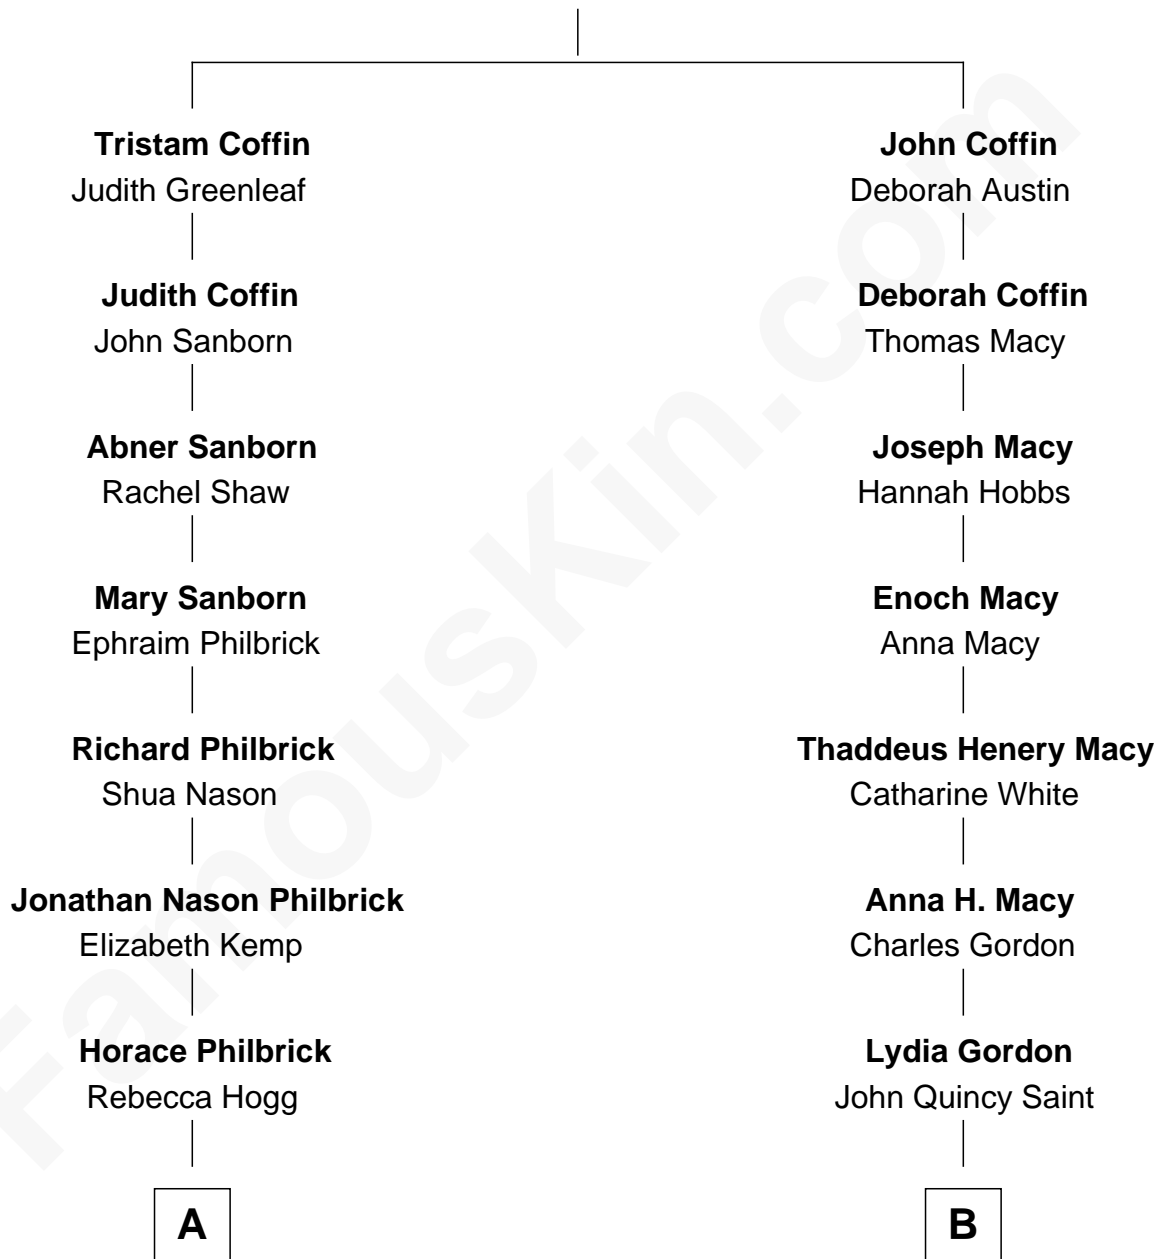 Tristam Coffin
Judith Greenleaf
Judith Coffin
John Sanborn
Abner Sanborn
Rachel Shaw
Mary Sanborn
Ephraim Philbrick
Richard Philbrick
Shua Nason
Jonathan Nason Philbrick
Elizabeth Kemp
Horace Philbrick
Rebecca Hogg
A
John Coffin
Deborah Austin
Deborah Coffin
Thomas Macy
Joseph Macy
Hannah Hobbs
Enoch Macy
Anna Macy
Thaddeus Henery Macy
Catharine White
Anna H. Macy
Charles Gordon
Lydia Gordon
John Quincy Saint
B
FamousKin.com